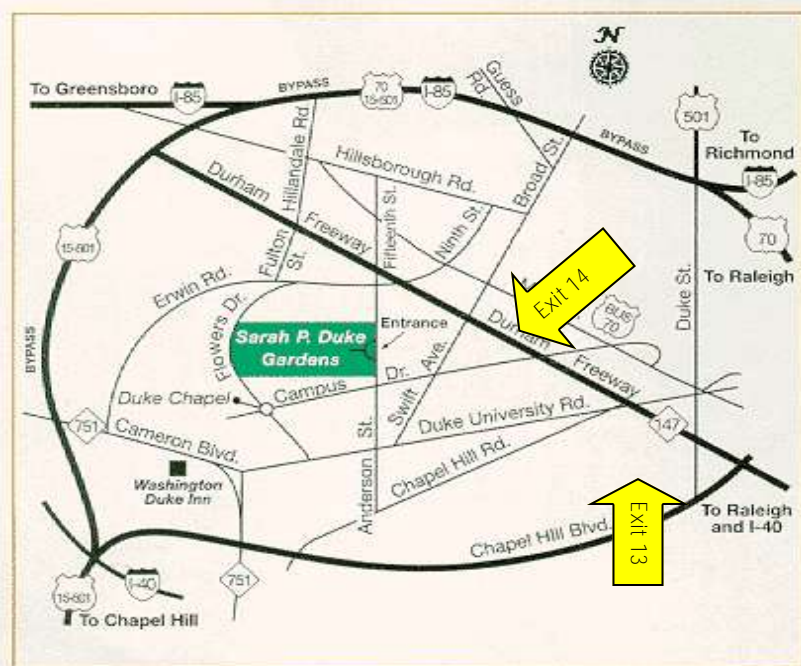 N
To Greensboro
I-85
BYPASS
70
15-501
I-85
Guess
Rd.
BYPASS
501
To
Richmond
I-85
70
To Raleigh
Hillandale Rd
Hillsborough Rd.
Broad St.
Durham
Freeway
Fifteenth St.
Ninth St.
15-501
Fulton
St.
Erwin Rd.
Exit 14
BUS
70
Duke St.
Flowers Dr.
Sarah P. Duke
Gardens
Entrance
Durham
Freeway
BYPASS
Campus
Dr.
Swift
Ave.
Duke Chapel
751
Cameron Blvd.
Duke University Rd.
147
Washington
Duke Inn
Anderson
St.
Chapel Hill Rd.
Exit 13
To Raleigh
and I-40
Chapel Hill Blvd.
I-40
751
15-501
To Chapel Hill